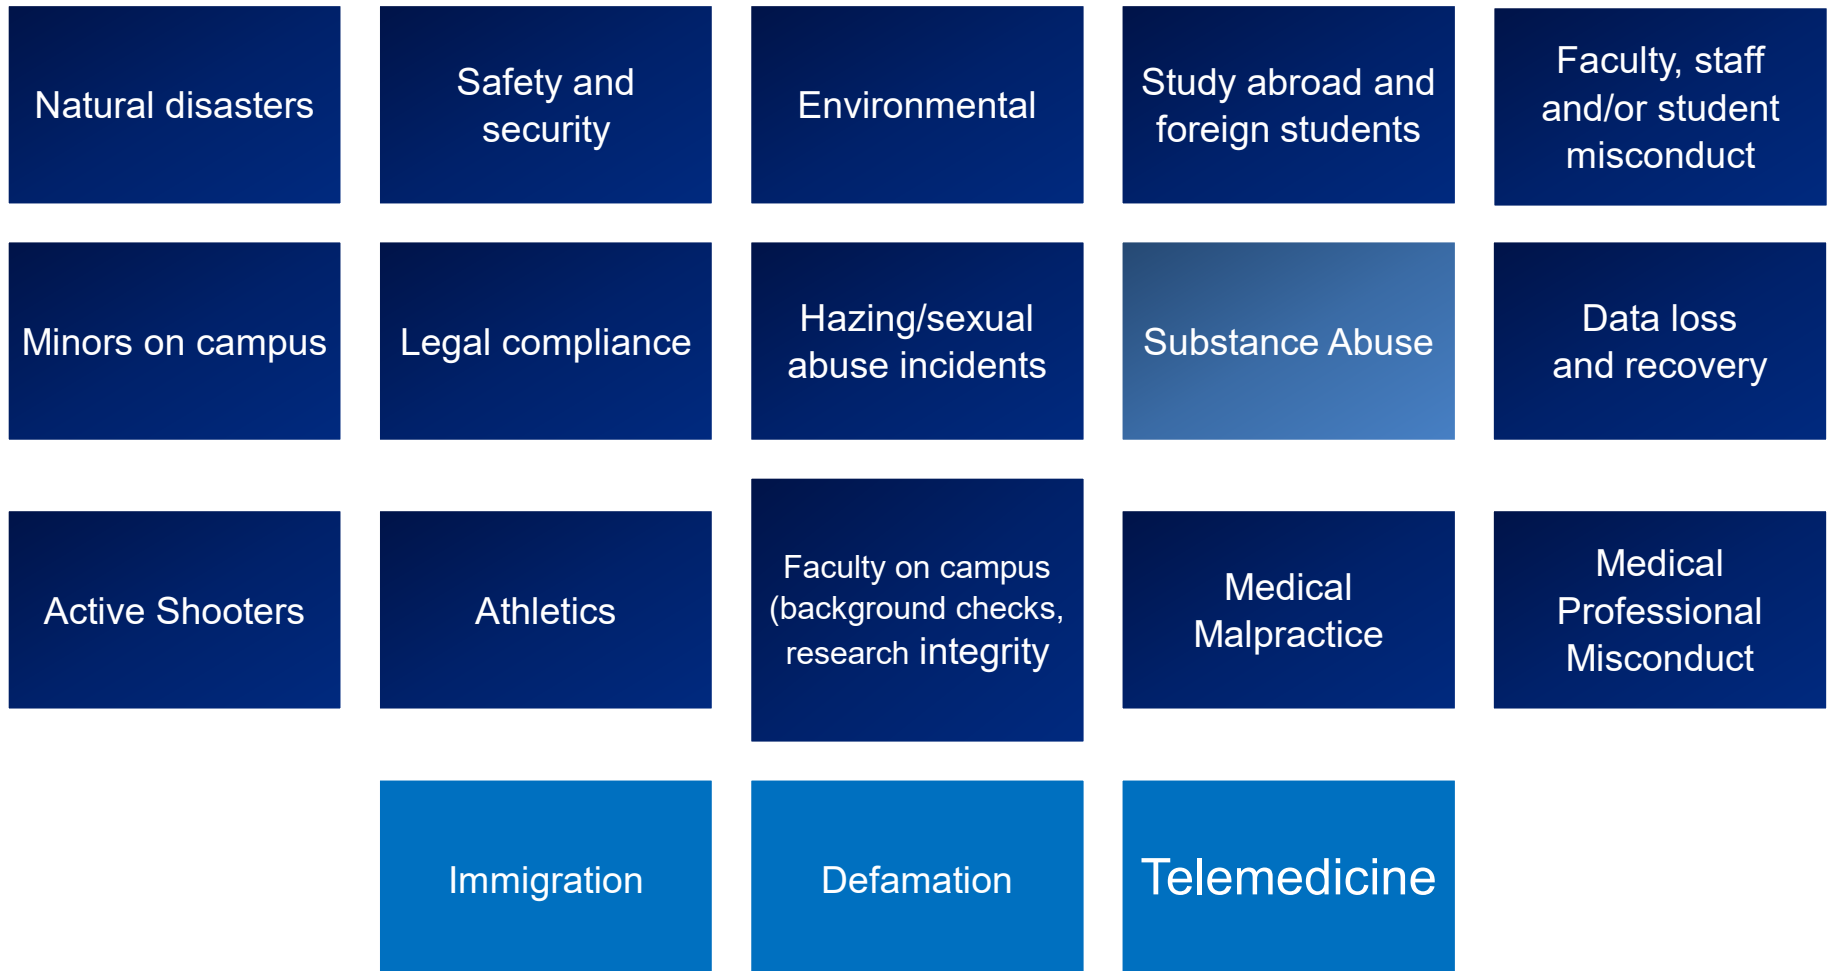 Natural disasters
Safety and
security
Environmental
Study abroad and
foreign students
Faculty, staff
and/or student
misconduct
Minors on campus
Legal compliance
Hazing/sexual
abuse incidents
Substance Abuse
Data loss
and recovery
Active Shooters
Athletics
Faculty on campus
(background checks,
research integrity
Medical
Malpractice
Medical
Professional
Misconduct
Immigration
Defamation
Telemedicine